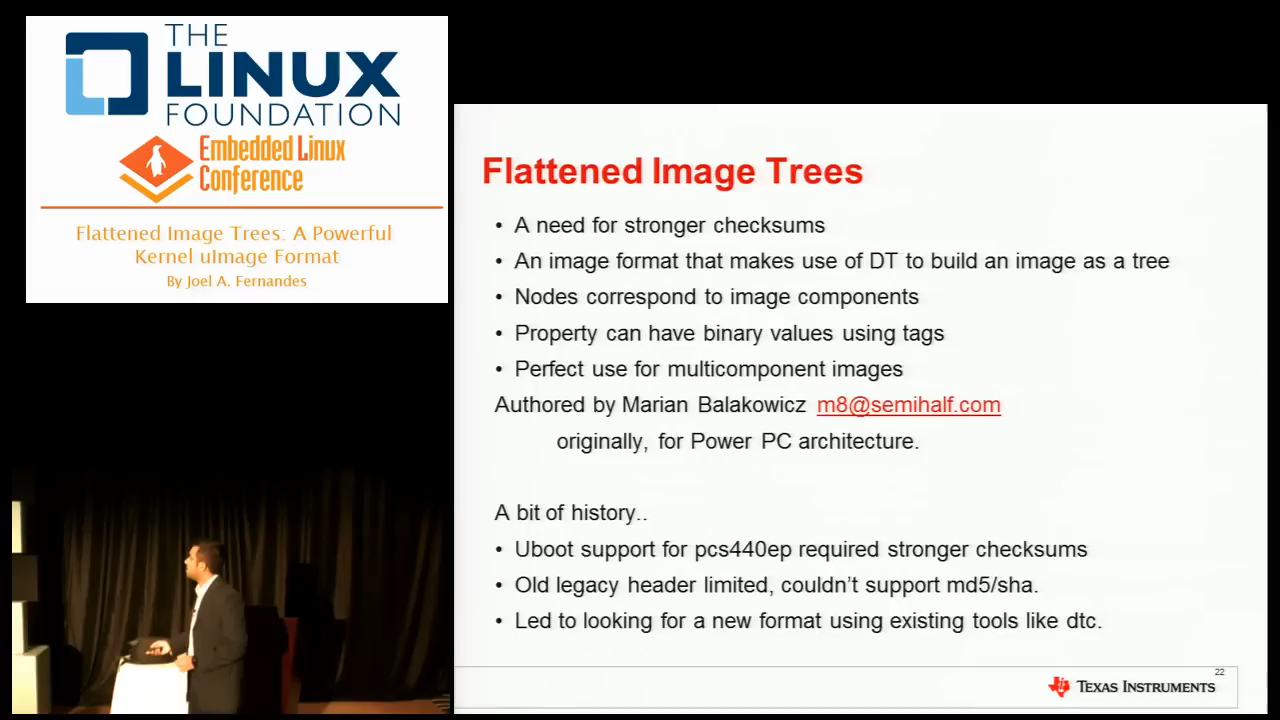 THE
LINUX
FOUNDATION
Embedded Linux
Conference
Flattened Image Trees: A Powerful
Kernel uImage Format
By Joel A. Fernandes
Flattened Image Trees
• A need for stronger checksums
• An image format that makes use of DT to build an image as a tree
• Nodes correspond to image components
• Property can have binary values using tags
• Perfect use for multicomponent images
Authored by Marian Balakowicz m8@semihalf.com
originally, for Power PC architecture.
A bit of history..
• Uboot support for pcs440ep required stronger checksums
• Old legacy header limited, couldn't support md5/sha.
• Led to looking for a new format using existing tools like dtc.
22
TEXAS INSTRUMENTS